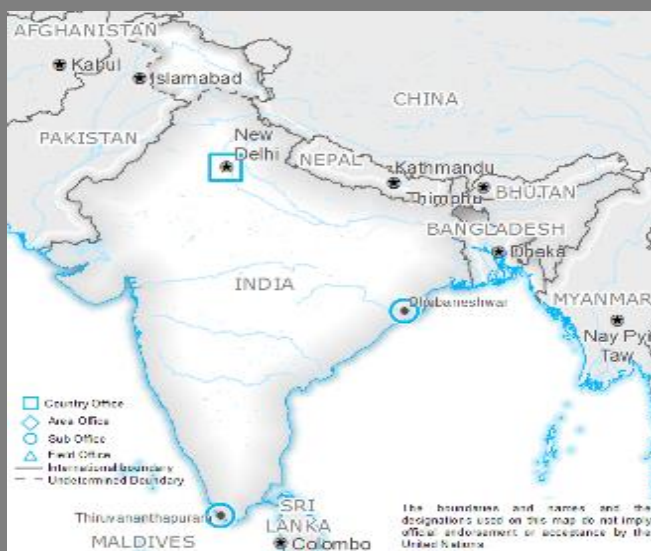 AFGHANISTAN
Kabul
Islamabad
CHINA
PAKISTAN
New
Delhi
NEPAL
Kathmandu
Thimphu
BHUTAN
BANGLADESH
Dhaka
INDIA
Bhubaneshwar
MYANMAR
Nay Pyi
Taw
Country Office
Area Office
Sub Office
Field Office
International boundary
Undetermined Boundary
Thiruvananthapuram
SRI
LANKA
MALDIVES
Colombo
The boundaries and names and the
designations used on this map do not imply
official endorsement or acceptance by the
United Nations